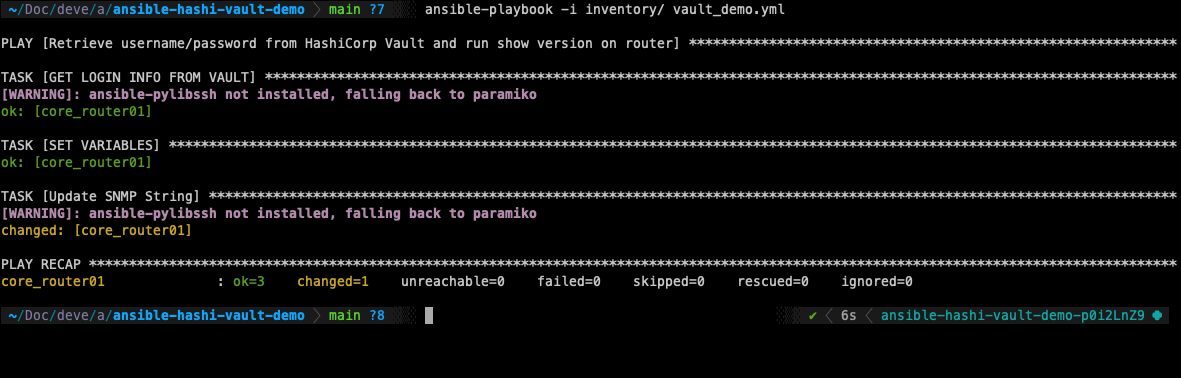 ~/Doc/deve/a/ansible-hashi-vault-demo main ?7 ansible-playbook -i inventory/ vault_demo.yml
PLAY [Retrieve username/password from HashiCorp Vault and run show version on router] *************************************************************
TASK [GET LOGIN INFO FROM VAULT] ******************************************************************************************************************
[WARNING]: ansible-pylibssh not installed, falling back to paramiko
ok: [core_router01]
TASK [SET VARIABLES] ******************************************************************************************************************************
ok: [core_router01]
TASK [Update SNMP String] *************************************************************************************************************************
[WARNING]: ansible-pylibssh not installed, falling back to paramiko
changed: [core_router01]
PLAY RECAP ****************************************************************************************************************************************
core_router01 : ok=3 changed=1 unreachable=0 failed=0 skipped=0 rescued=0 ignored=0
~/Doc/deve/a/ansible-hashi-vault-demo main ?8 ✔ 6s ansible-hashi-vault-demo-p0i2LnZ9